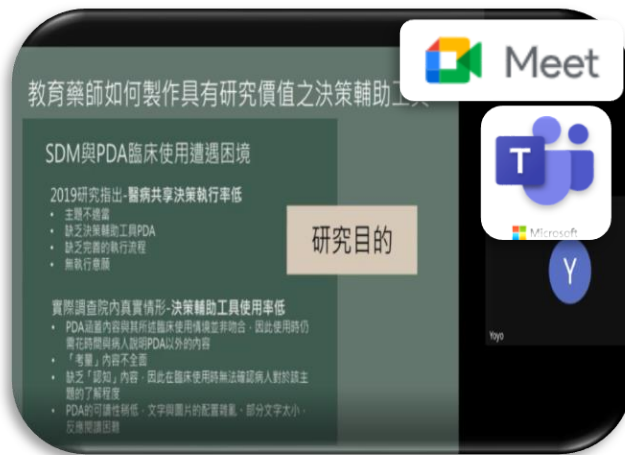 Meet
教育藥師如何製作具有研究價值之決策輔助工具
SDM與PDA臨床使用遭遇困境
2019研究指出-醫病共享決策執行率低
• 主題不適當
• 缺乏決策輔助工具PDA
• 缺乏完善的執行流程
• 無執行意願
研究目的
實際調查院內真實情形-決策輔助工具使用率低
• PDA涵蓋內容與其所述臨床使用情境並非吻合，因此使用時仍
需花時間與病人說明PDA以外的內容
• 「考量」內容不全面
• 缺乏「認知」內容，因此在臨床使用時無法確認病人對於該主
題的了解程度
• PDA的可讀性稍低，文字與圖片的配置雜亂，部分文字太小，
反應閱讀困難
T
Microsoft
Y
Yoyo